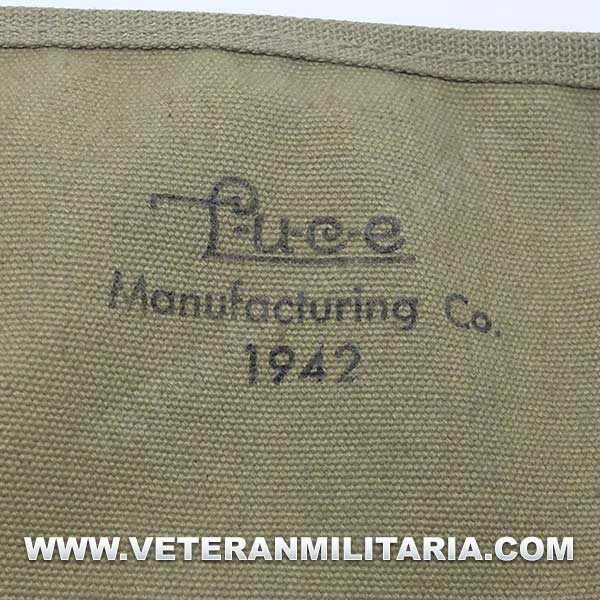 L-u-c-e
Manufacturing Co.
1942
WWW.VETERANMILITARIA.COM